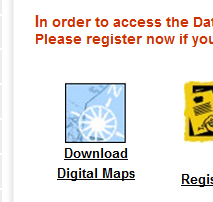 In order to access the Dat
Please register now if you
Download
Digital Maps
Regis